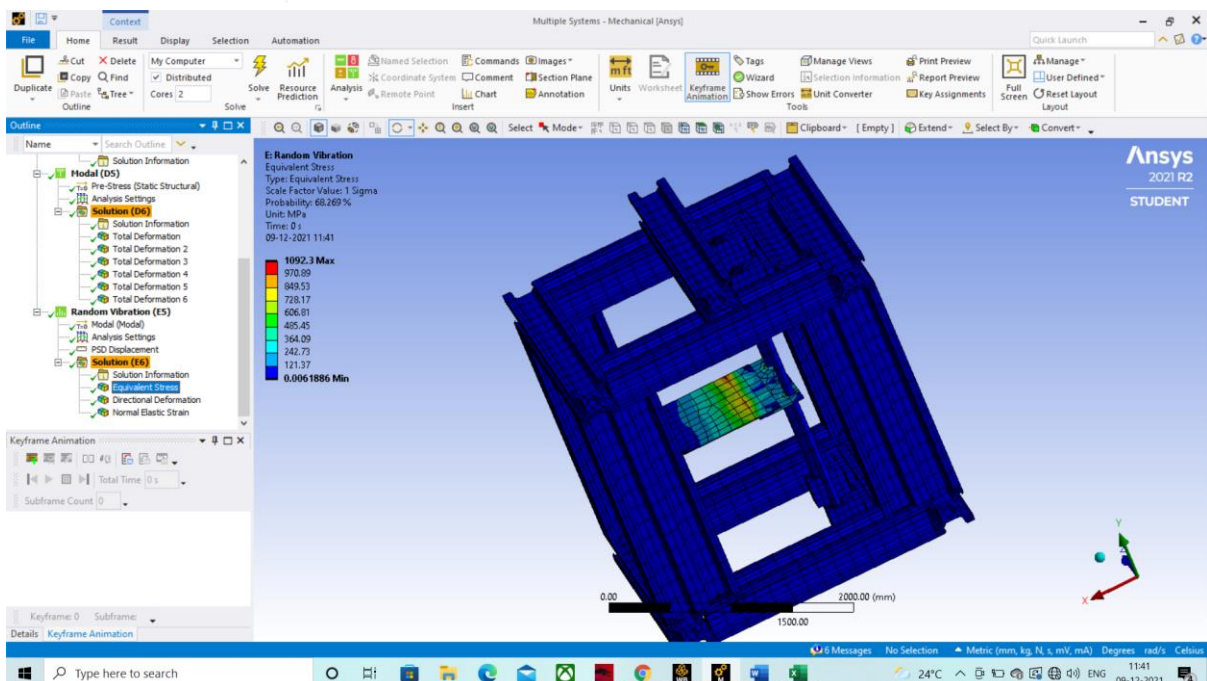 Context
Multiple Systems - Mechanical [Ansys]
File Home Result Display Selection Automation
Quick Launch
Duplicate
Cut
Copy
Paste
Delete
Find
Tree
Outline
My Computer
Distributed
Cores 2
Solve
Resource Prediction
Solve
Analysis
Named Selection
Coordinate System
Remote Point
Commands
Comment
Chart
Images
Section Plane
Annotation
Insert
Units
Worksheet
Keyframe Animation
Tags
Wizard
Show Errors
Manage Views
Selection Information
Unit Converter
Print Preview
Report Preview
Key Assignments
Tools
Full Screen
Manage
User Defined
Reset Layout
Layout
Outline
Name
Search Outline
Select Mode
Clipboard
[Empty]
Extend
Select By
Convert
Solution Information
Modal (D5)
Pre-Stress (Static Structural)
Analysis Settings
Solution (D6)
Solution Information
Total Deformation
Total Deformation 2
Total Deformation 3
Total Deformation 4
Total Deformation 5
Total Deformation 6
Random Vibration (E5)
Modal (Modal)
Analysis Settings
PSD Displacement
Solution (E6)
Solution Information
Equivalent Stress
Directional Deformation
Normal Elastic Strain
E: Random Vibration
Equivalent Stress
Type: Equivalent Stress
Scale Factor Value: 1 Sigma
Probability: 68.269 %
Unit: MPa
Time: 0 s
09-12-2021 11:41
1092.3 Max
970.89
849.53
728.17
606.81
485.45
364.09
242.73
121.37
0.0061886 Min
Ansys
2021 R2
STUDENT
Keyframe Animation
Total Time 0 s
Subframe Count 0
Keyframe: 0 Subframe:
Details Keyframe Animation
0.00
2000.00 (mm)
1500.00
Y
X
6 Messages No Selection Metric (mm, kg, N, s, mV, mA) Degrees rad/s Celsius
Type here to search
24°C
ENG
11:41
09-12-2021